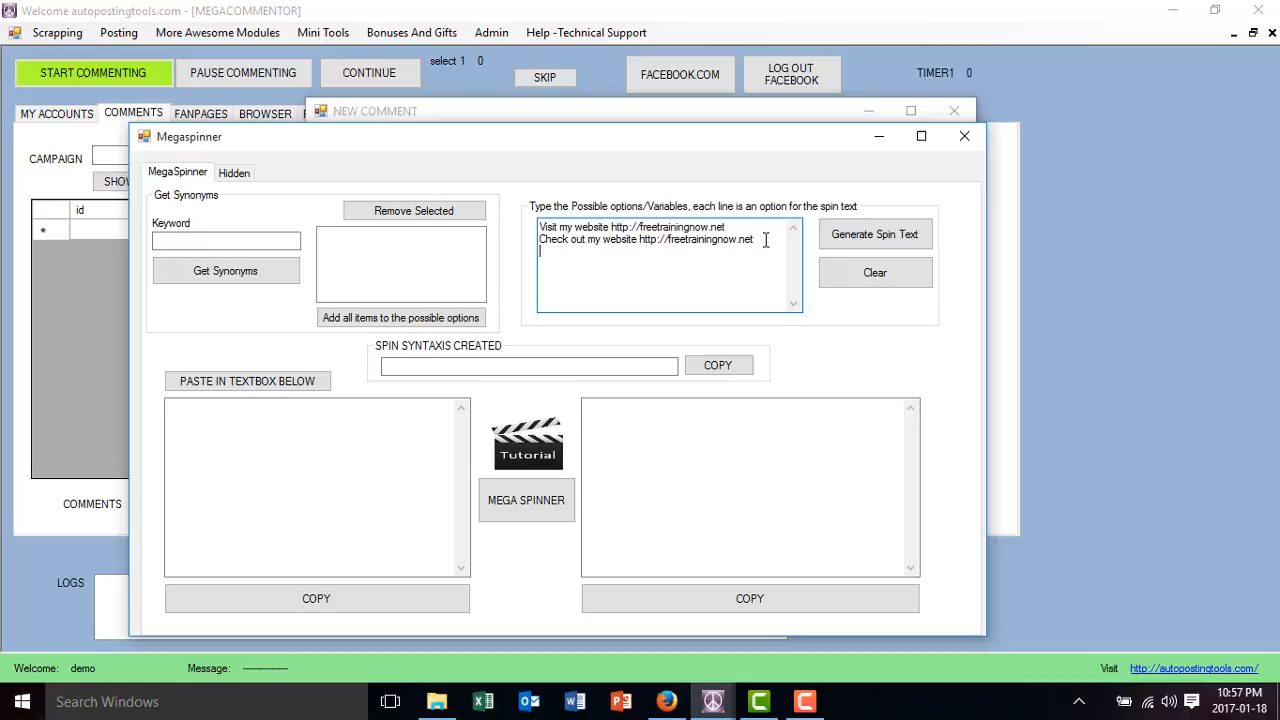 Welcome autopostingtools.com - [MEGACOMMENTOR]
Scrapping Posting More Awesome Modules Mini Tools Bonuses And Gifts Admin Help -Technical Support
START COMMENTING PAUSE COMMENTING CONTINUE select 1 0 SKIP FACEBOOK.COM LOG OUT FACEBOOK TIMER1 0
MY ACCOUNTS COMMENTS FANPAGES BROWSER
NEW COMMENT
CAMPAIGN
id
*
COMMENTS
LOGS
Megaspinner
MegaSpinner Hidden
Get Synonyms
Keyword
Remove Selected
Get Synonyms
Add all items to the possible options
Type the Possible options/Variables, each line is an option for the spin text
Visit my website http://freetrainingnow.net
Check out my website http://freetrainingnow.net
Generate Spin Text
Clear
SPIN SYNTAXIS CREATED
COPY
PASTE IN TEXTBOX BELOW
Tutorial
MEGA SPINNER
COPY COPY
Welcome: demo Message: --------------- Visit http://autopostingtools.com/
Search Windows
10:57 PM
2017-01-18